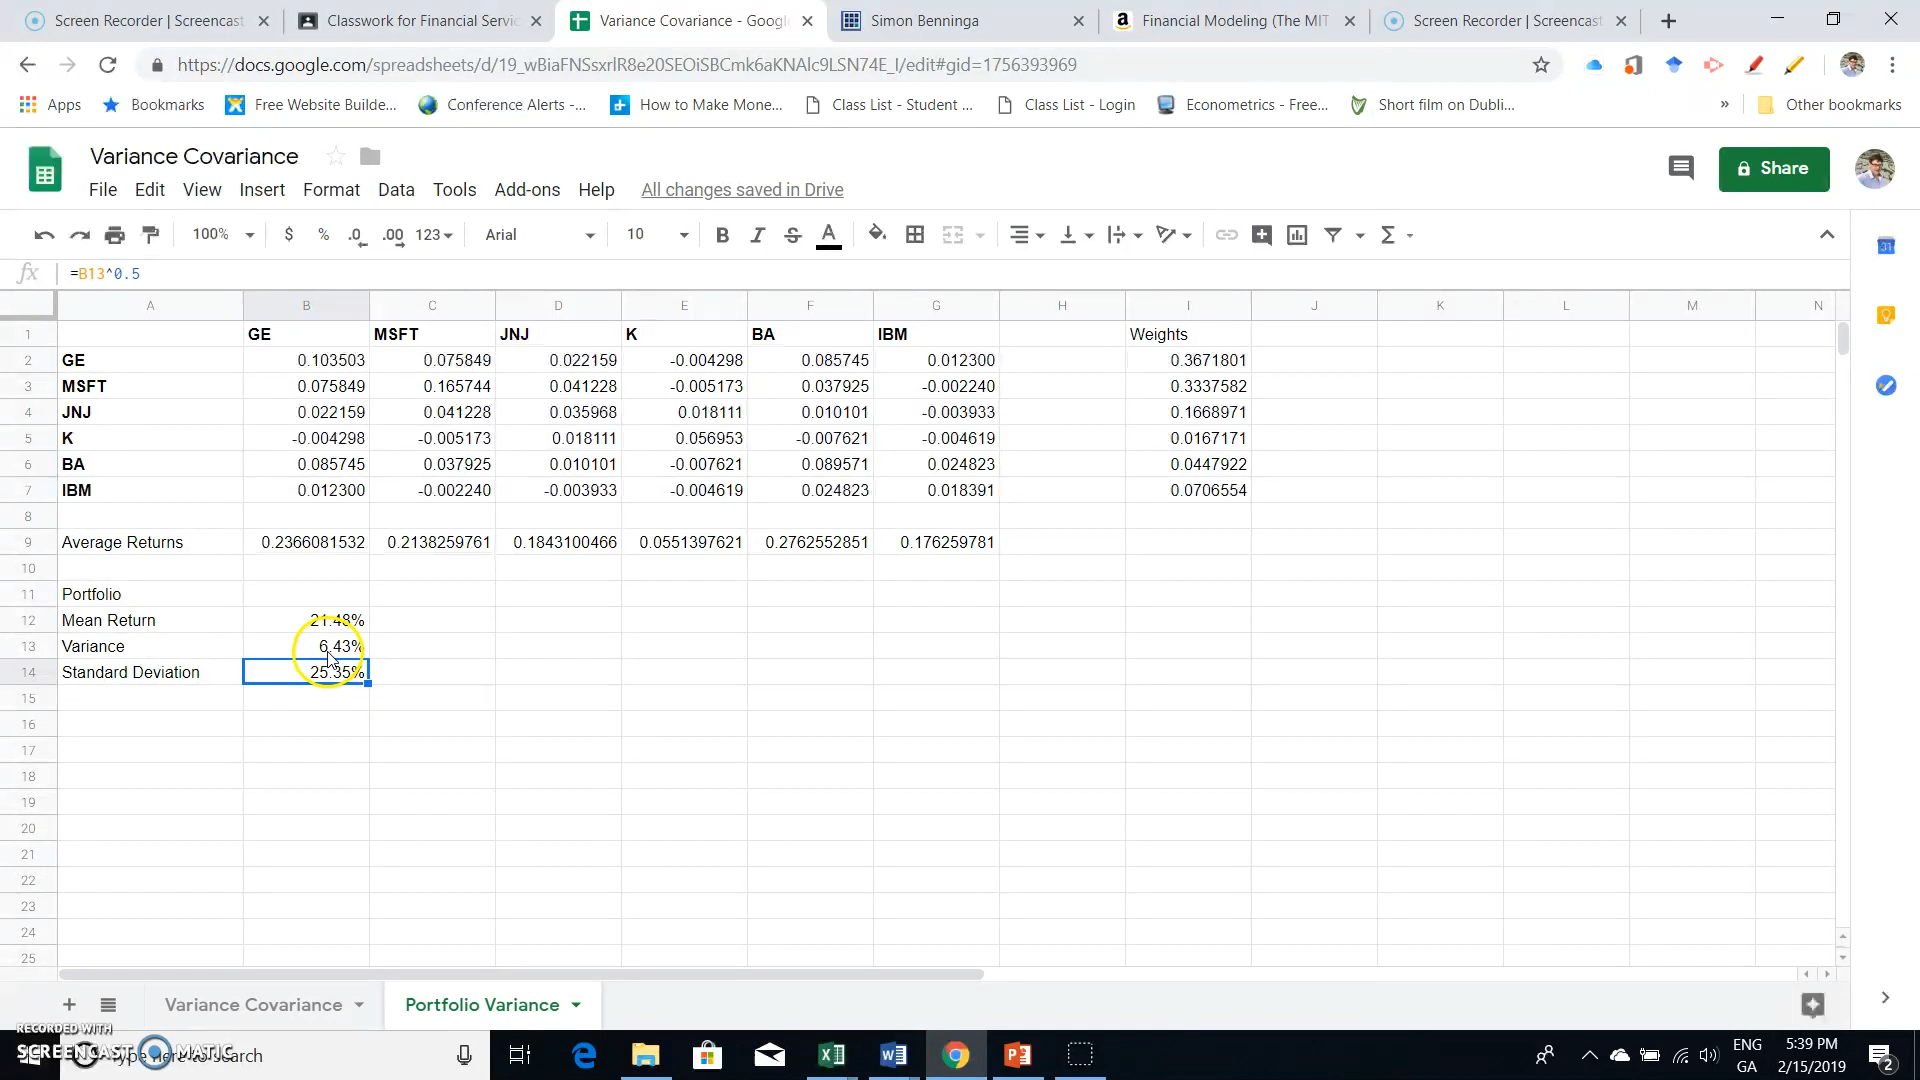 Screen Recorder | Screencast
Classwork for Financial Servic
Variance Covariance - Google
Simon Benninga
Financial Modeling (The MIT
Screen Recorder | Screencast
https://docs.google.com/spreadsheets/d/19_wBiaFNSsxrlR8e20SEOiSBCmk6aKNAlc9LSN74E_I/edit#gid=1756393969
Apps Bookmarks Free Website Builde... Conference Alerts -... How to Make Mone... Class List - Student ... Class List - Login Econometrics - Free... Short film on Dubli... » Other bookmarks
Variance Covariance
File Edit View Insert Format Data Tools Add-ons Help All changes saved in Drive
Share
100% $ % .0 .00 123 Arial 10 B I S A Σ
fx =B13^0.5
A B C D E F G H I J K L M N
1 GE MSFT JNJ K BA IBM Weights
2 GE 0.103503 0.075849 0.022159 -0.004298 0.085745 0.012300 0.3671801
3 MSFT 0.075849 0.165744 0.041228 -0.005173 0.037925 -0.002240 0.3337582
4 JNJ 0.022159 0.041228 0.035968 0.018111 0.010101 -0.003933 0.1668971
5 K -0.004298 -0.005173 0.018111 0.056953 -0.007621 -0.004619 0.0167171
6 BA 0.085745 0.037925 0.010101 -0.007621 0.089571 0.024823 0.0447922
7 IBM 0.012300 -0.002240 -0.003933 -0.004619 0.024823 0.018391 0.0706554
8
9 Average Returns 0.2366081532 0.2138259761 0.1843100466 0.0551397621 0.2762552851 0.176259781
10
11 Portfolio
12 Mean Return 21.48%
13 Variance 6.43%
14 Standard Deviation 25.35%
15
16
17
18
19
20
21
22
23
24
25
Variance Covariance
Portfolio Variance
RECORDED WITH
SCREENCAST MATIC
Type here to search
ENG
GA
5:39 PM
2/15/2019
2